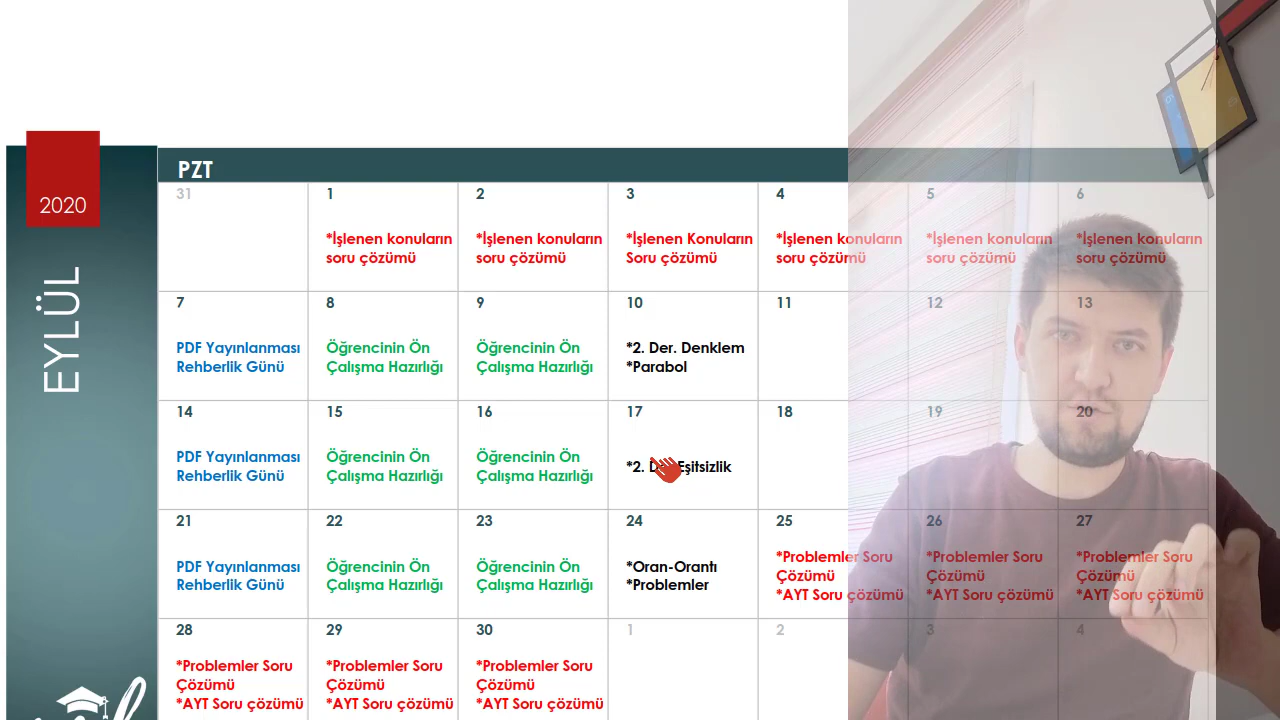 PZT
2020
EYLÜL
31
1
2
3
4
5
6
*İşlenen konuların
soru çözümü
*İşlenen konuların
soru çözümü
*İşlenen Konuların
Soru çözümü
*İşlenen konuların
soru çözümü
*İşlenen konuların
soru çözümü
*İşlenen konuların
soru çözümü
7
8
9
10
11
12
13
PDF Yayınlanması
Rehberlik Günü
Öğrencinin Ön
Çalışma Hazırlığı
Öğrencinin Ön
Çalışma Hazırlığı
*2. Der. Denklem
*Parabol
14
15
16
17
18
19
20
PDF Yayınlanması
Rehberlik Günü
Öğrencinin Ön
Çalışma Hazırlığı
Öğrencinin Ön
Çalışma Hazırlığı
*2. Eşitsizlik
21
22
23
24
25
26
27
PDF Yayınlanması
Rehberlik Günü
Öğrencinin Ön
Çalışma Hazırlığı
Öğrencinin Ön
Çalışma Hazırlığı
*Oran-Orantı
*Problemler
*Problemler Soru
Çözümü
*AYT Soru çözümü
*Problemler Soru
Çözümü
*AYT Soru çözümü
*Problemler Soru
Çözümü
*AYT Soru çözümü
28
29
30
1
2
3
4
*Problemler Soru
Çözümü
*AYT Soru çözümü
*Problemler Soru
Çözümü
*AYT Soru çözümü
*Problemler Soru
Çözümü
*AYT Soru çözümü